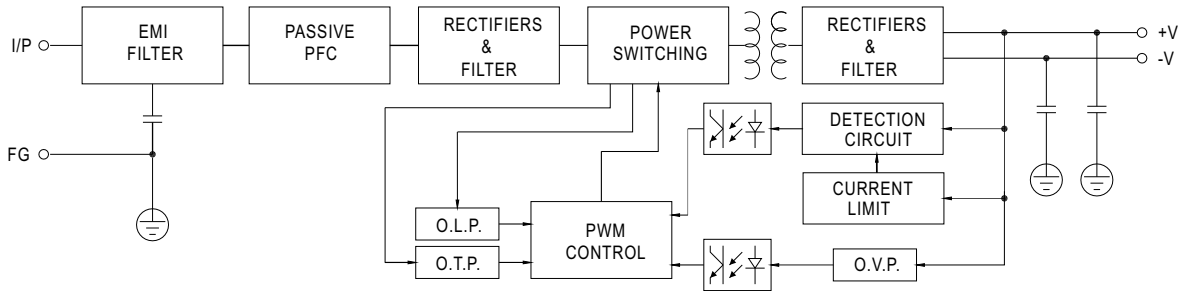 I/P
EMI
FILTER
PASSIVE
PFC
RECTIFIERS
&
FILTER
POWER
SWITCHING
RECTIFIERS
&
FILTER
+V
-V
FG
DETECTION
CIRCUIT
CURRENT
LIMIT
O.L.P.
O.T.P.
PWM
CONTROL
O.V.P.